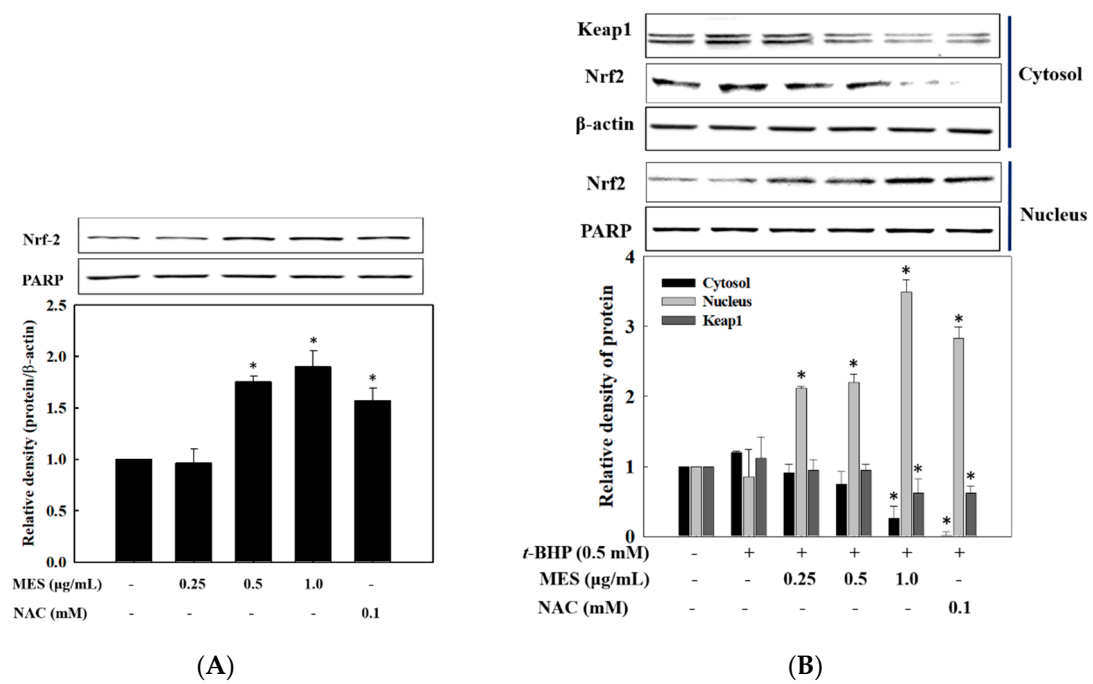 Nrf-2
PARP
Relative density (protein/β-actin)
2.5
2.0
1.5
1.0
0.5
0.0
* * *
MES (µg/mL) - 0.25 0.5 1.0 -
NAC (mM) - - - - 0.1
(A)
Keap1
Nrf2
β-actin
Cytosol
Nrf2
PARP
Nucleus
Relative density of protein
4
3
2
1
0
Cytosol
Nucleus
Keap1
* * * * * * * *
t-BHP (0.5 mM) - + + + + +
MES (µg/mL) - - 0.25 0.5 1.0 -
NAC (mM) - - - - - 0.1
(B)